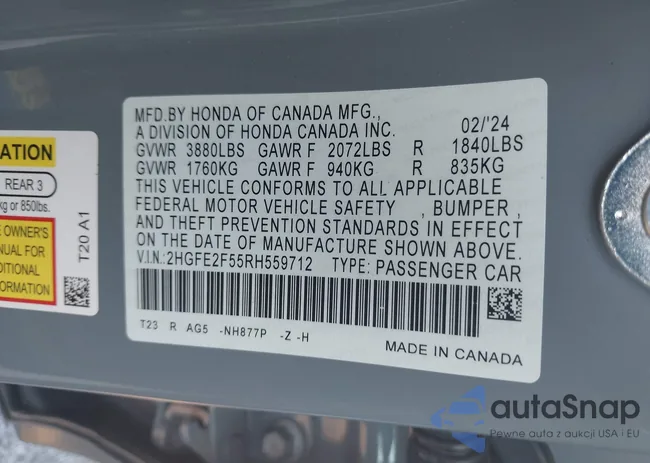 MFD.BY HONDA OF CANADA MFG.,
A DIVISION OF HONDA CANADA INC. 02/'24
GVWR 3880LBS GAWR F 2072LBS R 1840LBS
GVWR 1760KG GAWR F 940KG R 835KG
THIS VEHICLE CONFORMS TO ALL APPLICABLE
FEDERAL MOTOR VEHICLE SAFETY , BUMPER ,
AND THEFT PREVENTION STANDARDS IN EFFECT
ON THE DATE OF MANUFACTURE SHOWN ABOVE.
V.I.N.:2HGFE2F55RH559712 TYPE: PASSENGER CAR
T23 R AG5 -NH877P -Z -H
MADE IN CANADA
ATION
REAR 3
kg or 850lbs.
E OWNER'S
NUAL FOR
DITIONAL
FORMATION
T20 A1
autaSnap
Pewne auta z aukcji USA i EU